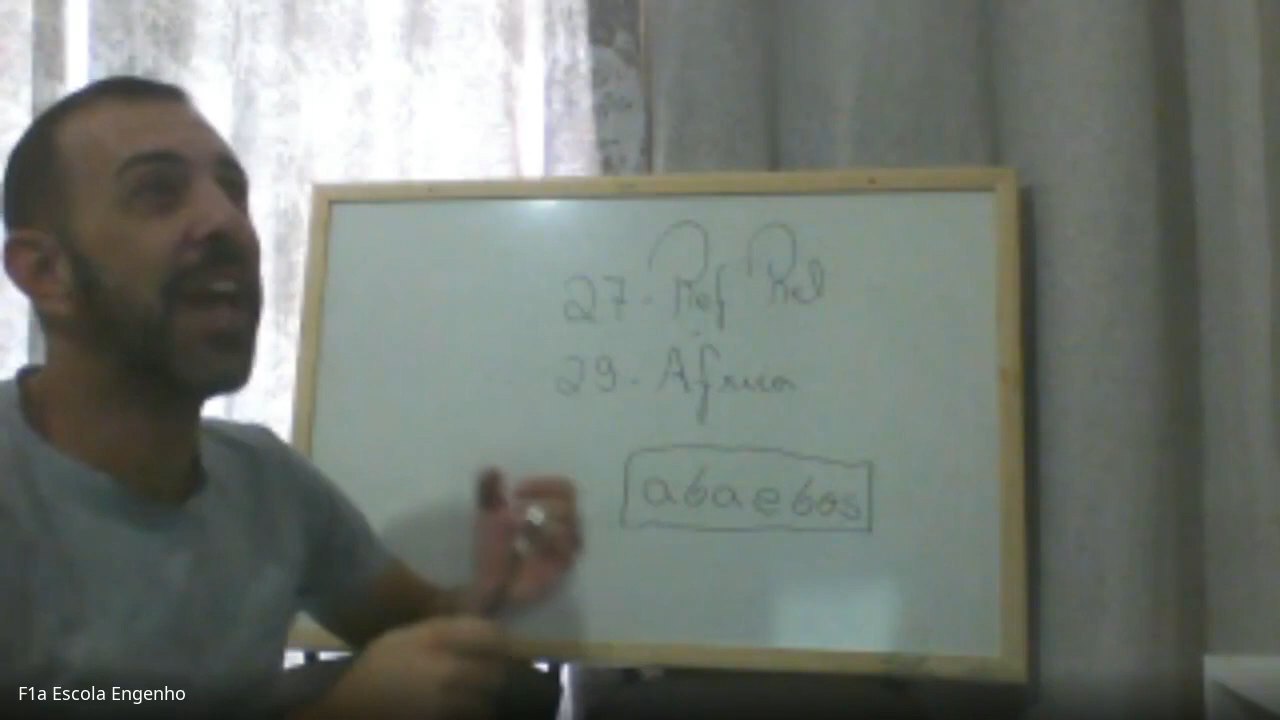 27 - Ref Rel
29 - África
abaebos
F1a Escola Engenho